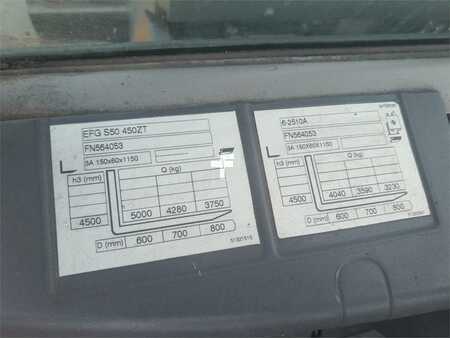 EFG S50 450ZT
FN564053
3A 150X60x1150
h3 (mm) Q (kg)
4500 5000 4280 3750
D (mm) 600 700 800
6-2510A
FN564053
3A 150X60x1150
h3 (mm) Q (kg)
4500 4040 3590 3230
D (mm) 600 700 800